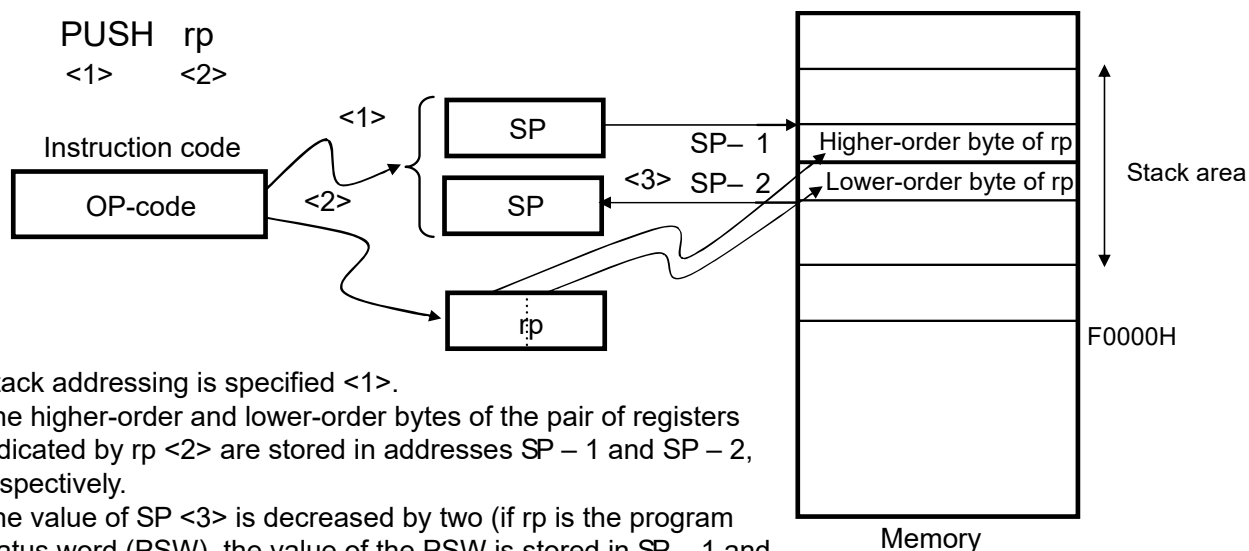 PUSH rp
<1> <2>
<1>
SP
Instruction code
SP– 1
Higher-order byte of rp
<3>
SP– 2
Lower-order byte of rp
Stack area
OP-code
<2>
SP
rp
F0000H
tack addressing is specified <1>.
he higher-order and lower-order bytes of the pair of registers
dicated by rp <2> are stored in addresses SP – 1 and SP – 2,
spectively.
he value of SP <3> is decreased by two (if rp is the program
atus word (PSW), the value of the PSW is stored in SP – 1 and
Memory